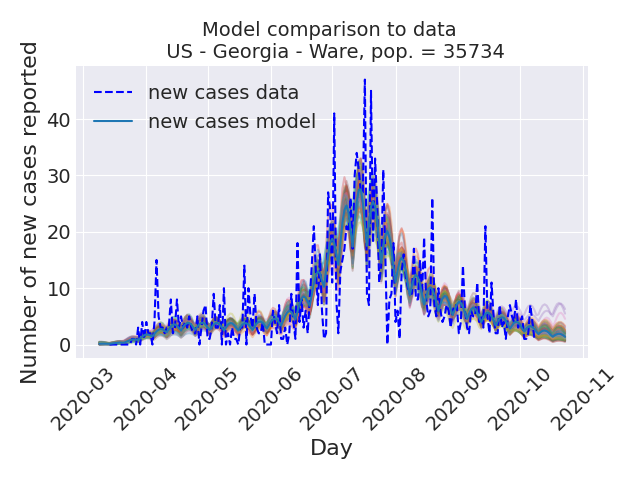 Model comparison to data
US - Georgia - Ware, pop. = 35734
Number of new cases reported
new cases data
new cases model
40
30
20
10
0
2020-03
2020-04
2020-05
2020-06
2020-07
2020-08
2020-09
2020-10
2020-11
Day